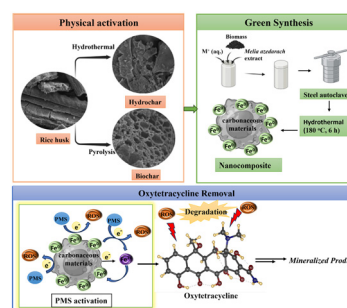 Physical activation
Hydrothermal
Rice husk
Hydrochar
Pyrolysis
Biochar
Green Synthesis
Biomass
M⁺ (aq.)
Melia azedarach
extract
Steel autoclave
Hydrothermal
(180 °C, 6 h)
carbonaceous
materials
Nanocomposite
Oxytetracycline Removal
PMS
ROS
PMS
ROS
e⁻
e⁻
carbonaceous
materials
PMS
ROS
e⁻
PMS activation
ROS
Degradation
ROS
Oxytetracycline
Mineralized Prod